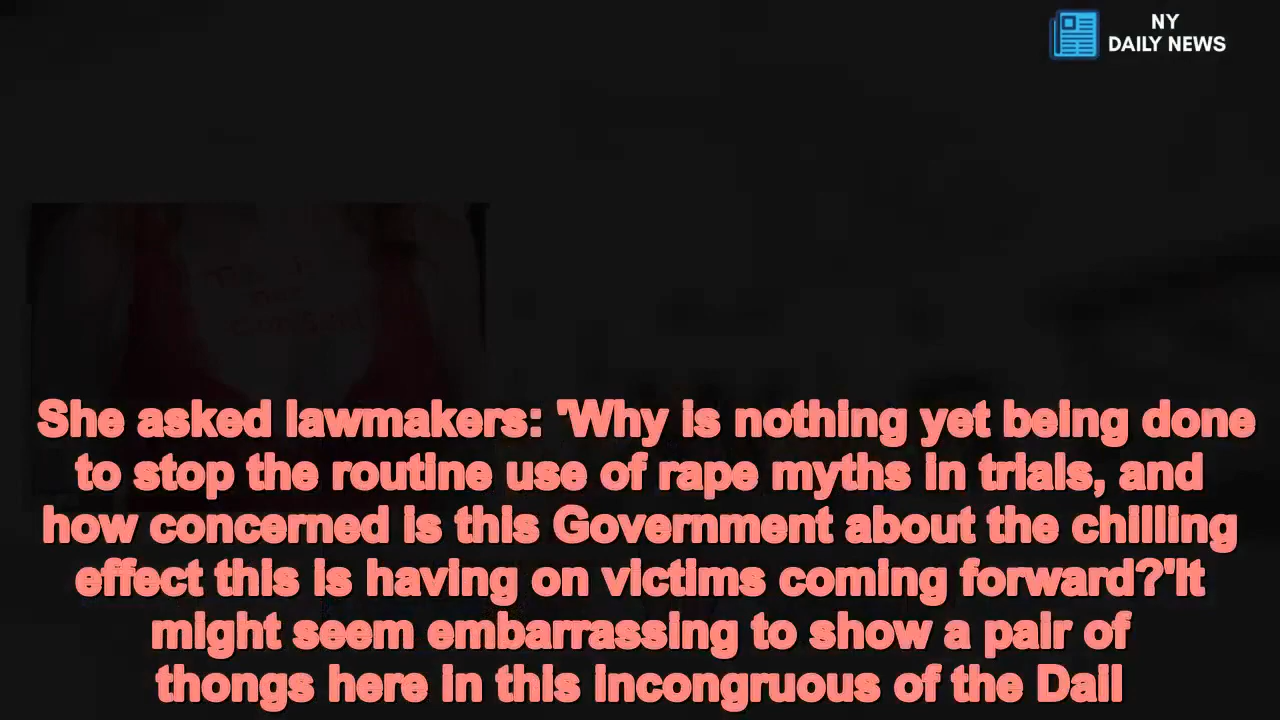 NY
DAILY NEWS
She asked lawmakers: 'Why is nothing yet being done
to stop the routine use of rape myths in trials, and
how concerned is this Government about the chilling
effect this is having on victims coming forward?'It
might seem embarrassing to show a pair of
thongs here in this incongruous of the Dail